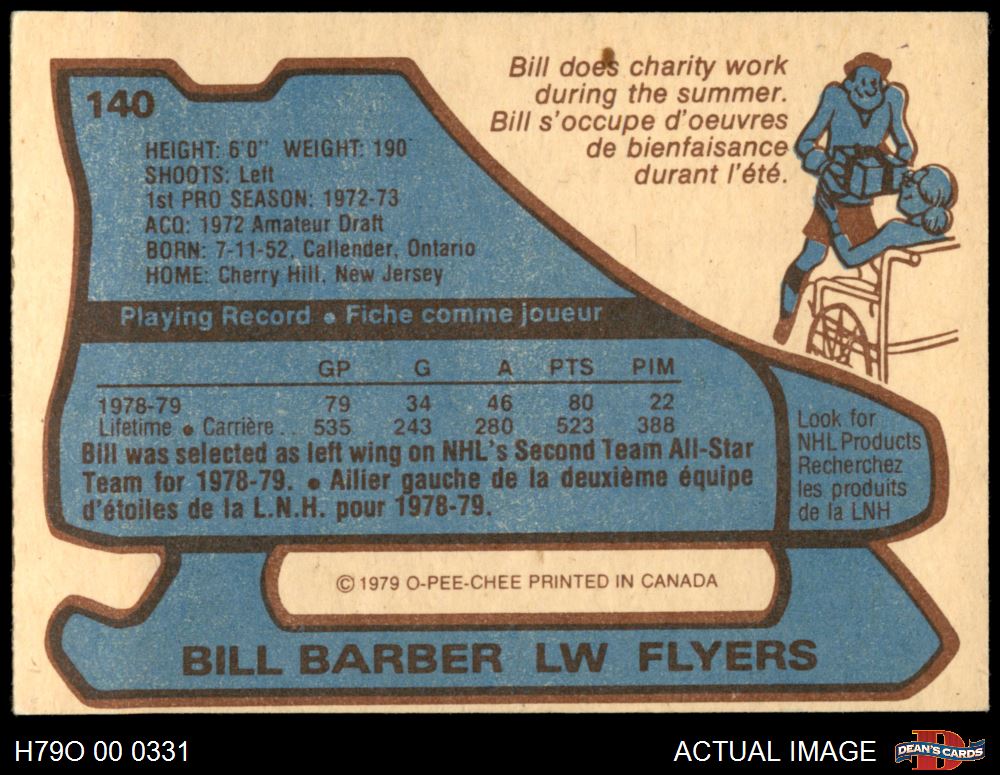 140
Bill does charity work
during the summer.
Bill s'occupe d'oeuvres
de bienfaisance
durant l'été.
HEIGHT: 6'0" WEIGHT: 190
SHOOTS: Left
1st PRO SEASON: 1972-73
ACQ: 1972 Amateur Draft
BORN: 7-11-52, Callender, Ontario
HOME: Cherry Hill, New Jersey
Playing Record • Fiche comme joueur
GP G A PTS PIM
1978-79 79 34 46 80 22
Lifetime • Carrière . . 535 243 280 523 388
Bill was selected as left wing on NHL's Second Team All-Star
Team for 1978-79. • Ailier gauche de la deuxième équipe
d'étoiles de la L.N.H. pour 1978-79.
Look for
NHL Products
Recherchez
les produits
de la LNH
© 1979 O-PEE-CHEE PRINTED IN CANADA
BILL BARBER LW FLYERS
H79O 00 0331
ACTUAL IMAGE
D
DEAN'S CARDS